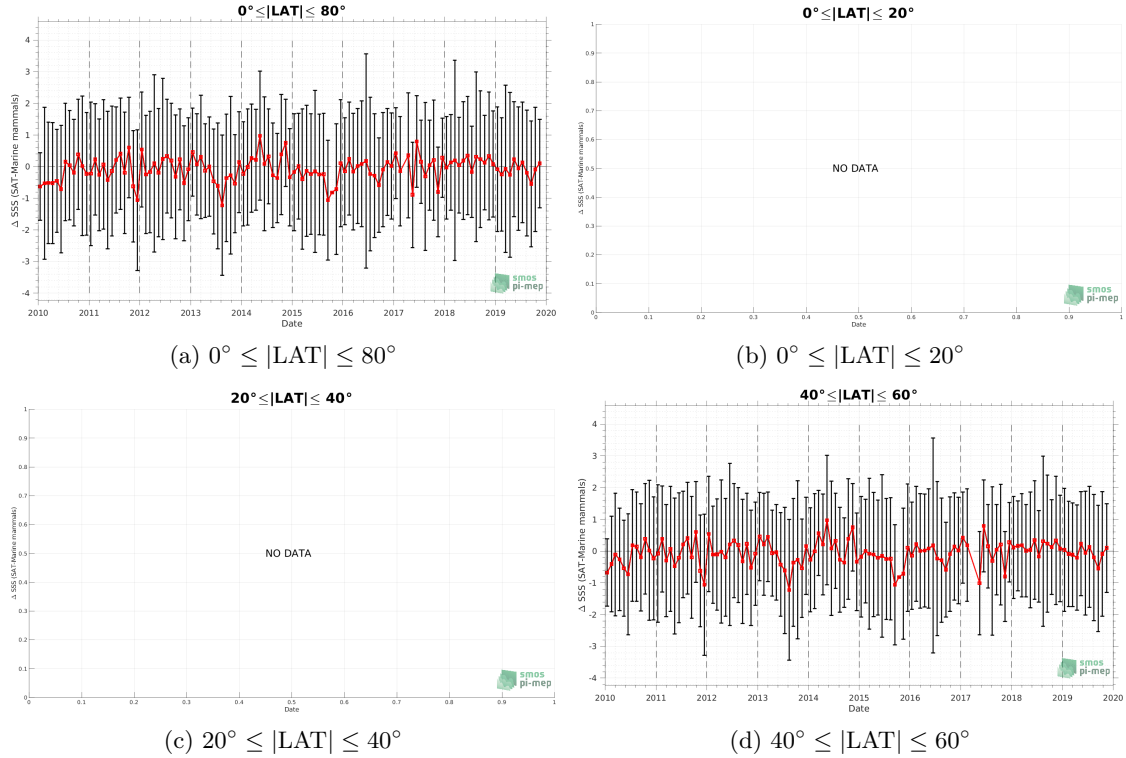 0°≤|LAT|≤ 80°
4
3
2
1
0
-1
-2
-3
-4
Δ SSS (SAT-Marine mammals)
2010 2011 2012 2013 2014 2015 2016 2017 2018 2019 2020
Date
smos
pi-mep
(a) 0° ≤ |LAT| ≤ 80°
0°≤|LAT|≤ 20°
1
0.9
0.8
0.7
0.6
0.5
0.4
0.3
0.2
0.1
0
Δ SSS (SAT-Marine mammals)
NO DATA
0 0.1 0.2 0.3 0.4 0.5 0.6 0.7 0.8 0.9 1
Date
smos
pi-mep
(b) 0° ≤ |LAT| ≤ 20°
20°≤|LAT|≤ 40°
1
0.9
0.8
0.7
0.6
0.5
0.4
0.3
0.2
0.1
0
Δ SSS (SAT-Marine mammals)
NO DATA
0 0.1 0.2 0.3 0.4 0.5 0.6 0.7 0.8 0.9 1
Date
smos
pi-mep
(c) 20° ≤ |LAT| ≤ 40°
40°≤|LAT|≤ 60°
4
3
2
1
0
-1
-2
-3
-4
Δ SSS (SAT-Marine mammals)
2010 2011 2012 2013 2014 2015 2016 2017 2018 2019 2020
Date
smos
pi-mep
(d) 40° ≤ |LAT| ≤ 60°